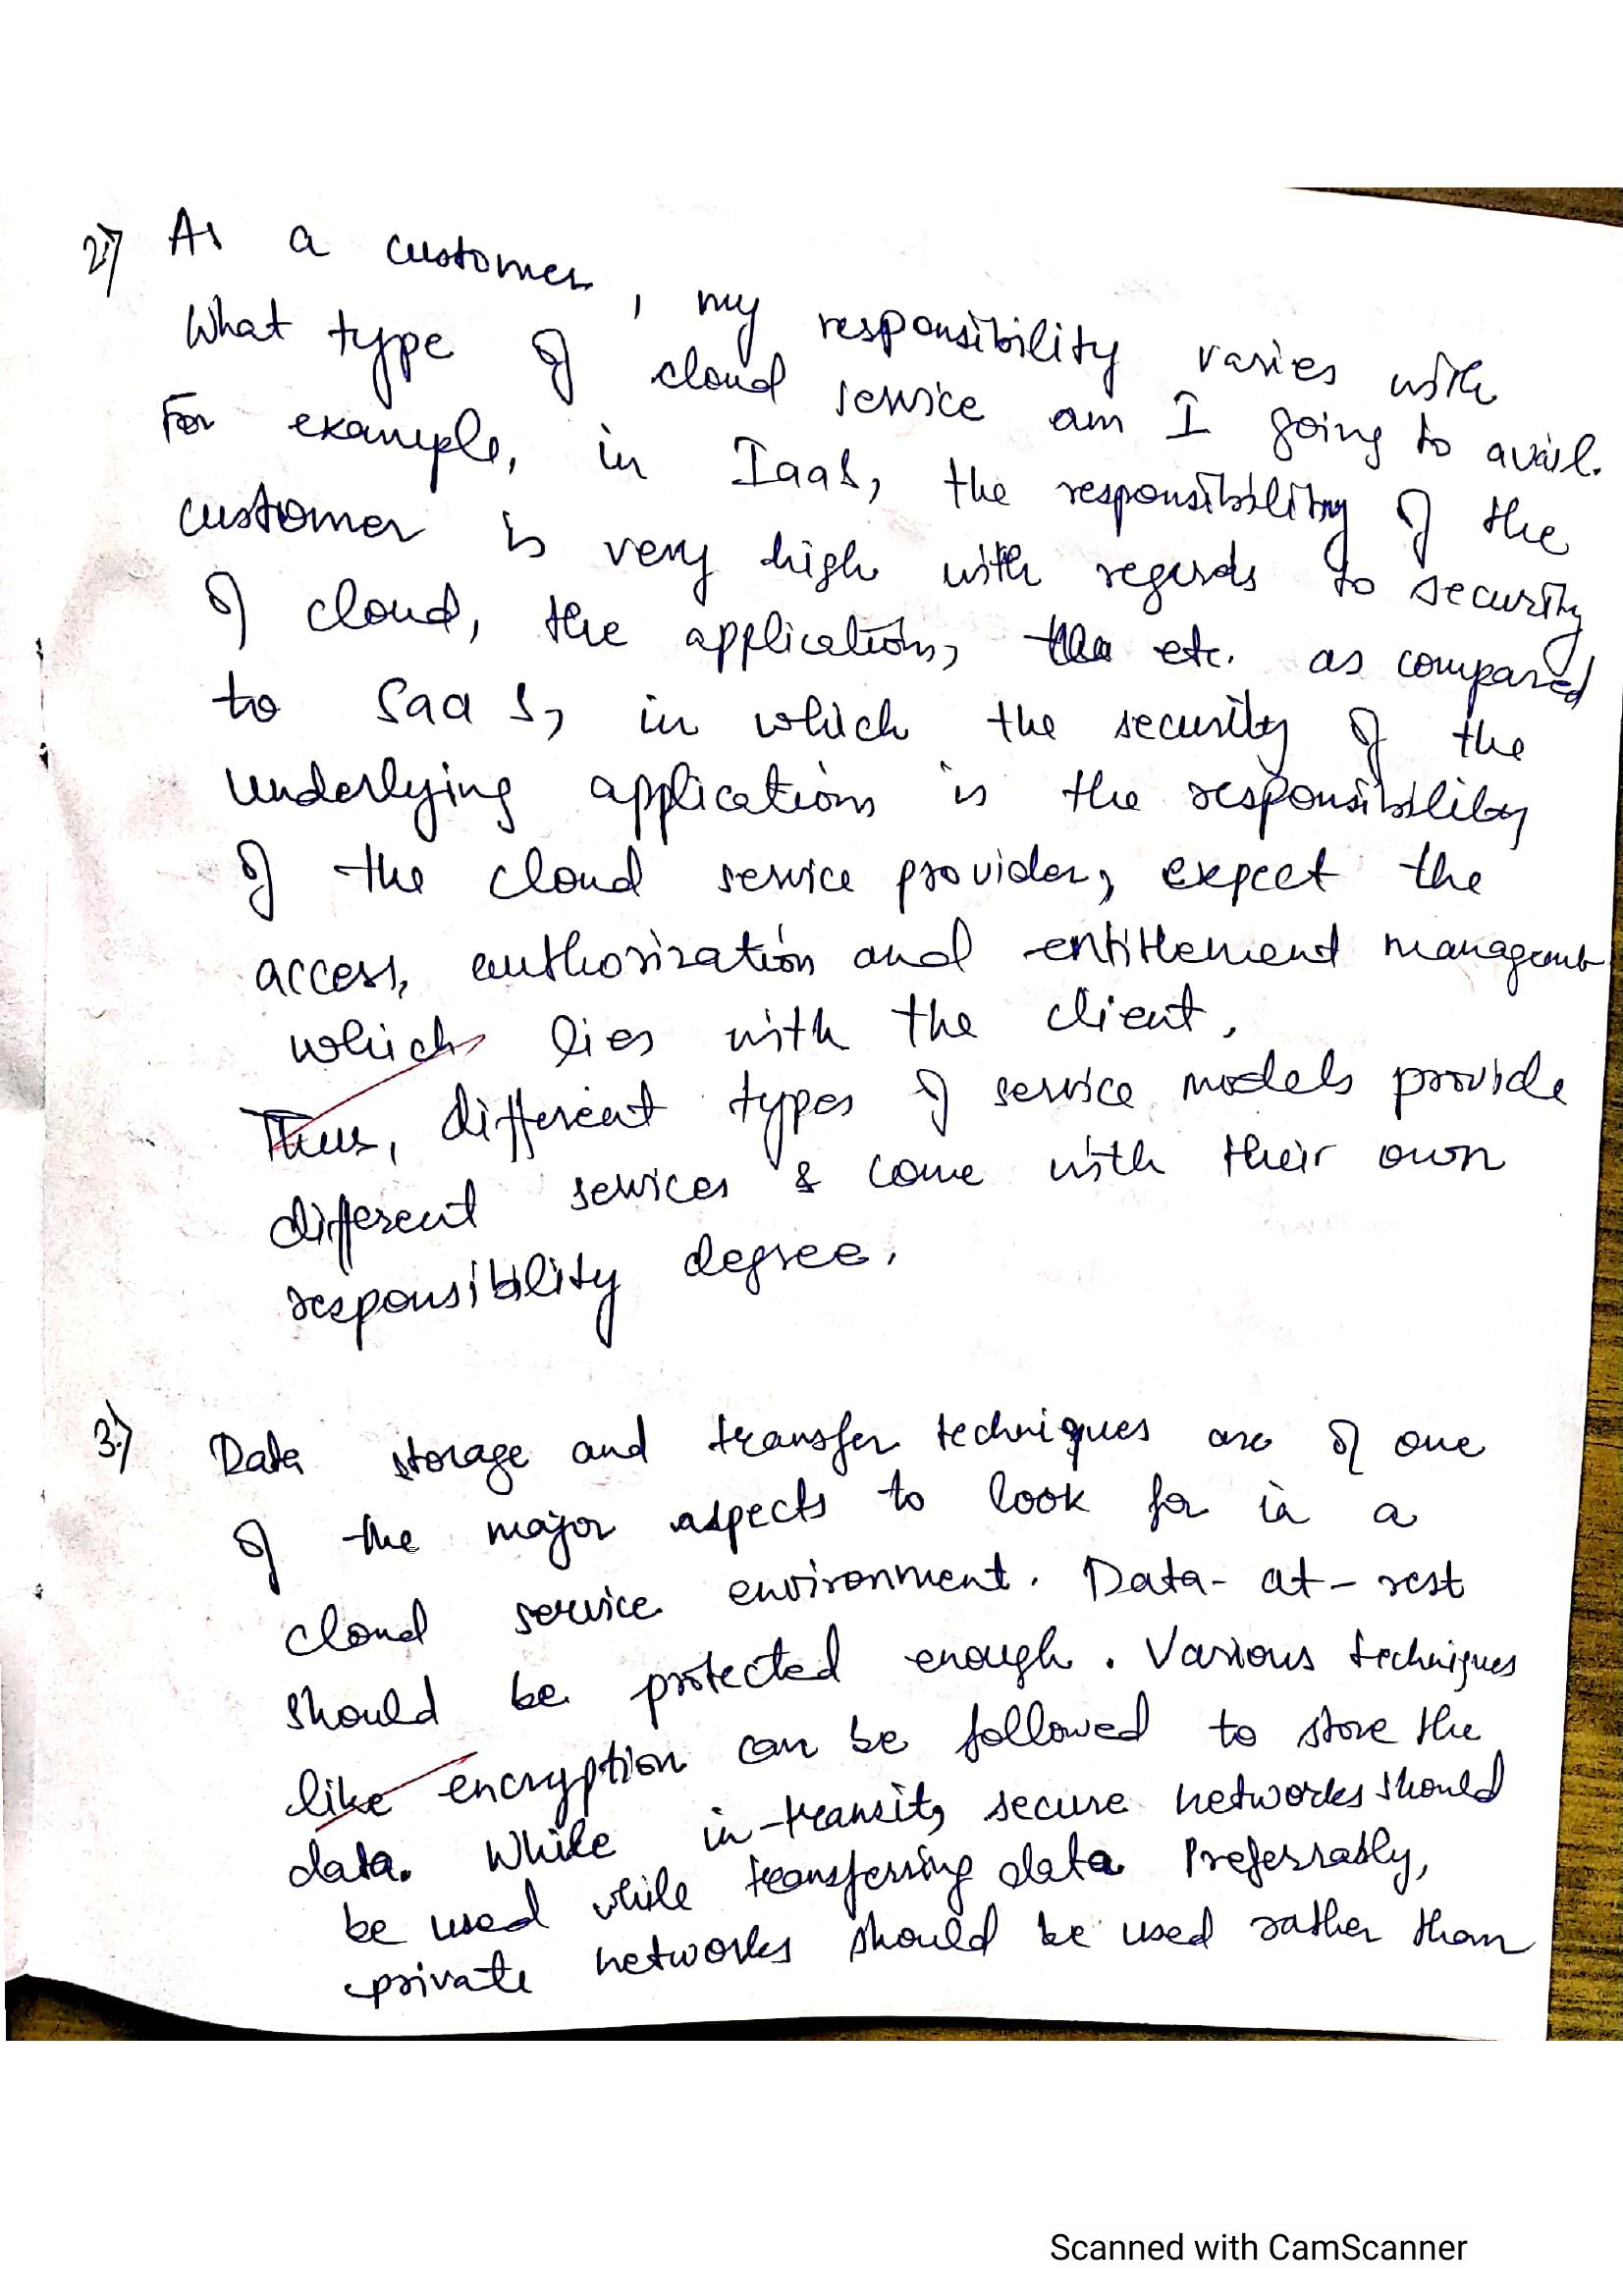 2.) As a customer, my responsibility varies with
What type of cloud service am I going to avail.
For example, in IaaS, the responsibility of the
customer is very high with regards to security
of cloud, the applications, the etc. as compared
to SaaS, in which the security of the
underlying applications is the responsibility
of the cloud service provider, expect the
access, authorization and entitlement managemt
which lies with the client.
Thus, different types of service models provide
different services & come with their own
responsibility degree.
3.) Data storage and transfer techniques are of one
of the major aspects to look for in a
cloud service environment. Data-at-rest
should be protected enough. Various techniques
like encryption can be followed to store the
data. While in-transit, secure networks should
be used while transferring data. Preferrably,
private networks should be used rather than
Scanned with CamScanner